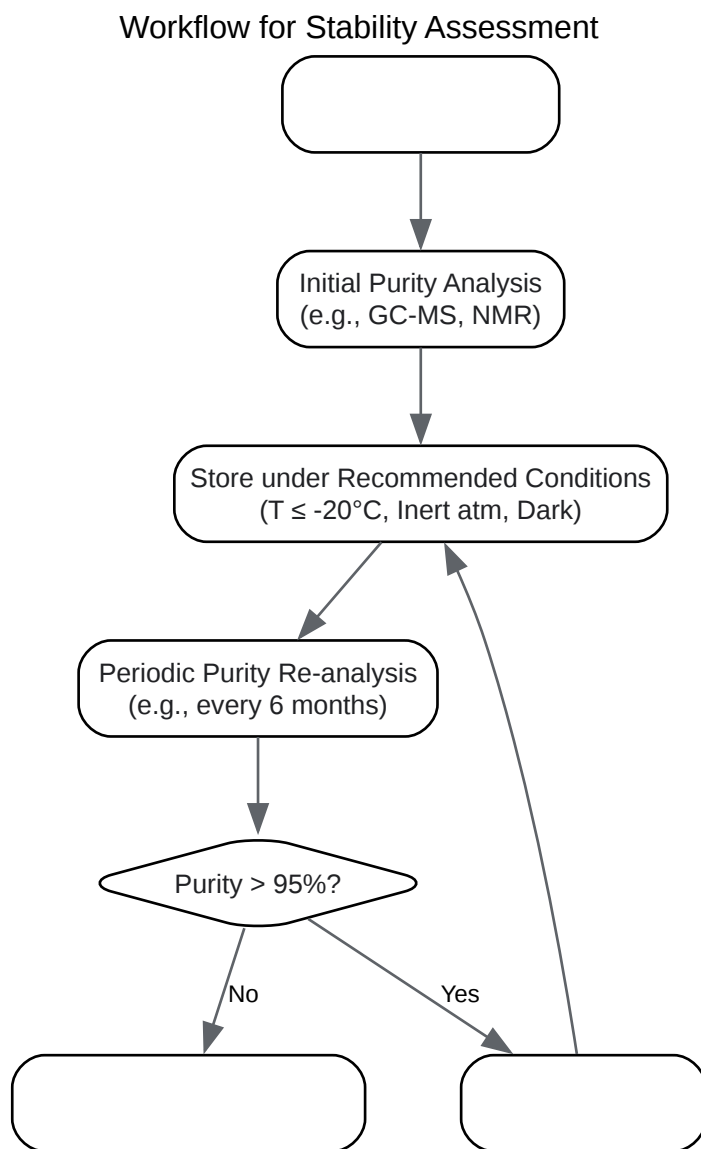 Workflow for Stability Assessment
Initial Purity Analysis
(e.g., GC-MS, NMR)
Store under Recommended Conditions
(T ≤ -20°C, Inert atm, Dark)
Periodic Purity Re-analysis
(e.g., every 6 months)
Purity > 95%?
No
Yes